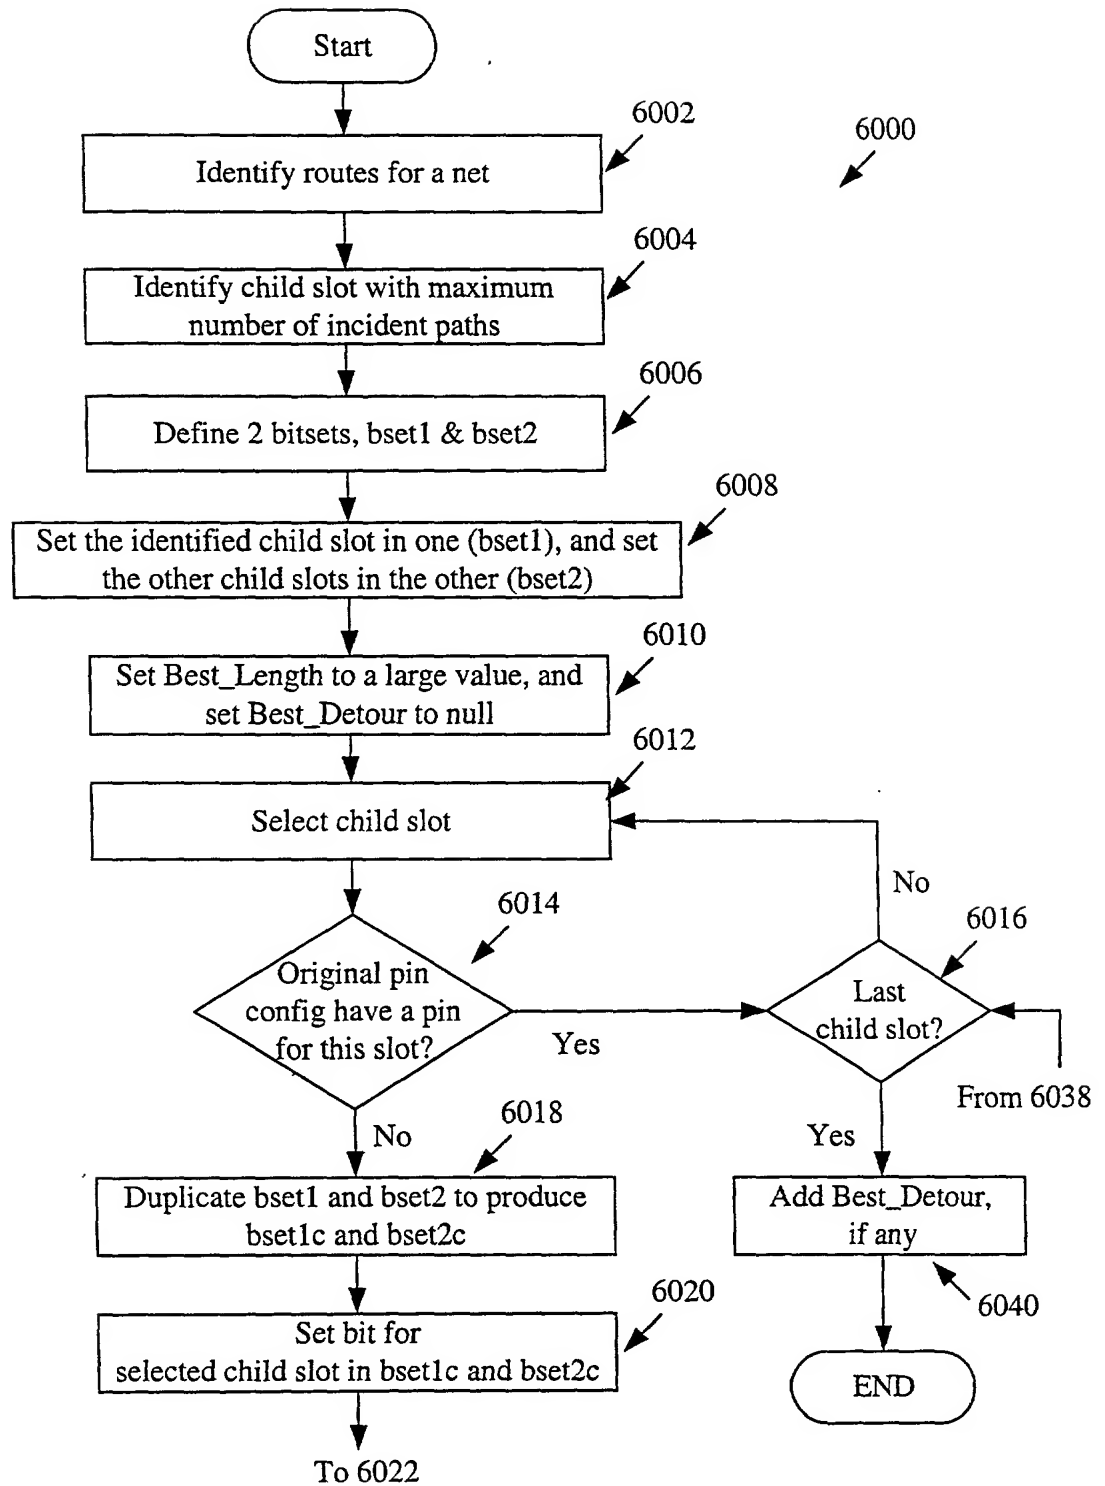 Start
6002
6000
Identify routes for a net
6004
Identify child slot with maximum
number of incident paths
6006
Define 2 bitsets, bset1 & bset2
6008
Set the identified child slot in one (bset1), and set
the other child slots in the other (bset2)
6010
Set Best_Length to a large value, and
set Best_Detour to null
6012
Select child slot
No
6014
6016
Original pin
config have a pin
for this slot?
Yes
Last
child slot?
From 6038
No
6018
Yes
Duplicate bset1 and bset2 to produce
bset1c and bset2c
Add Best_Detour,
if any
6020
6040
Set bit for
selected child slot in bset1c and bset2c
END
To 6022